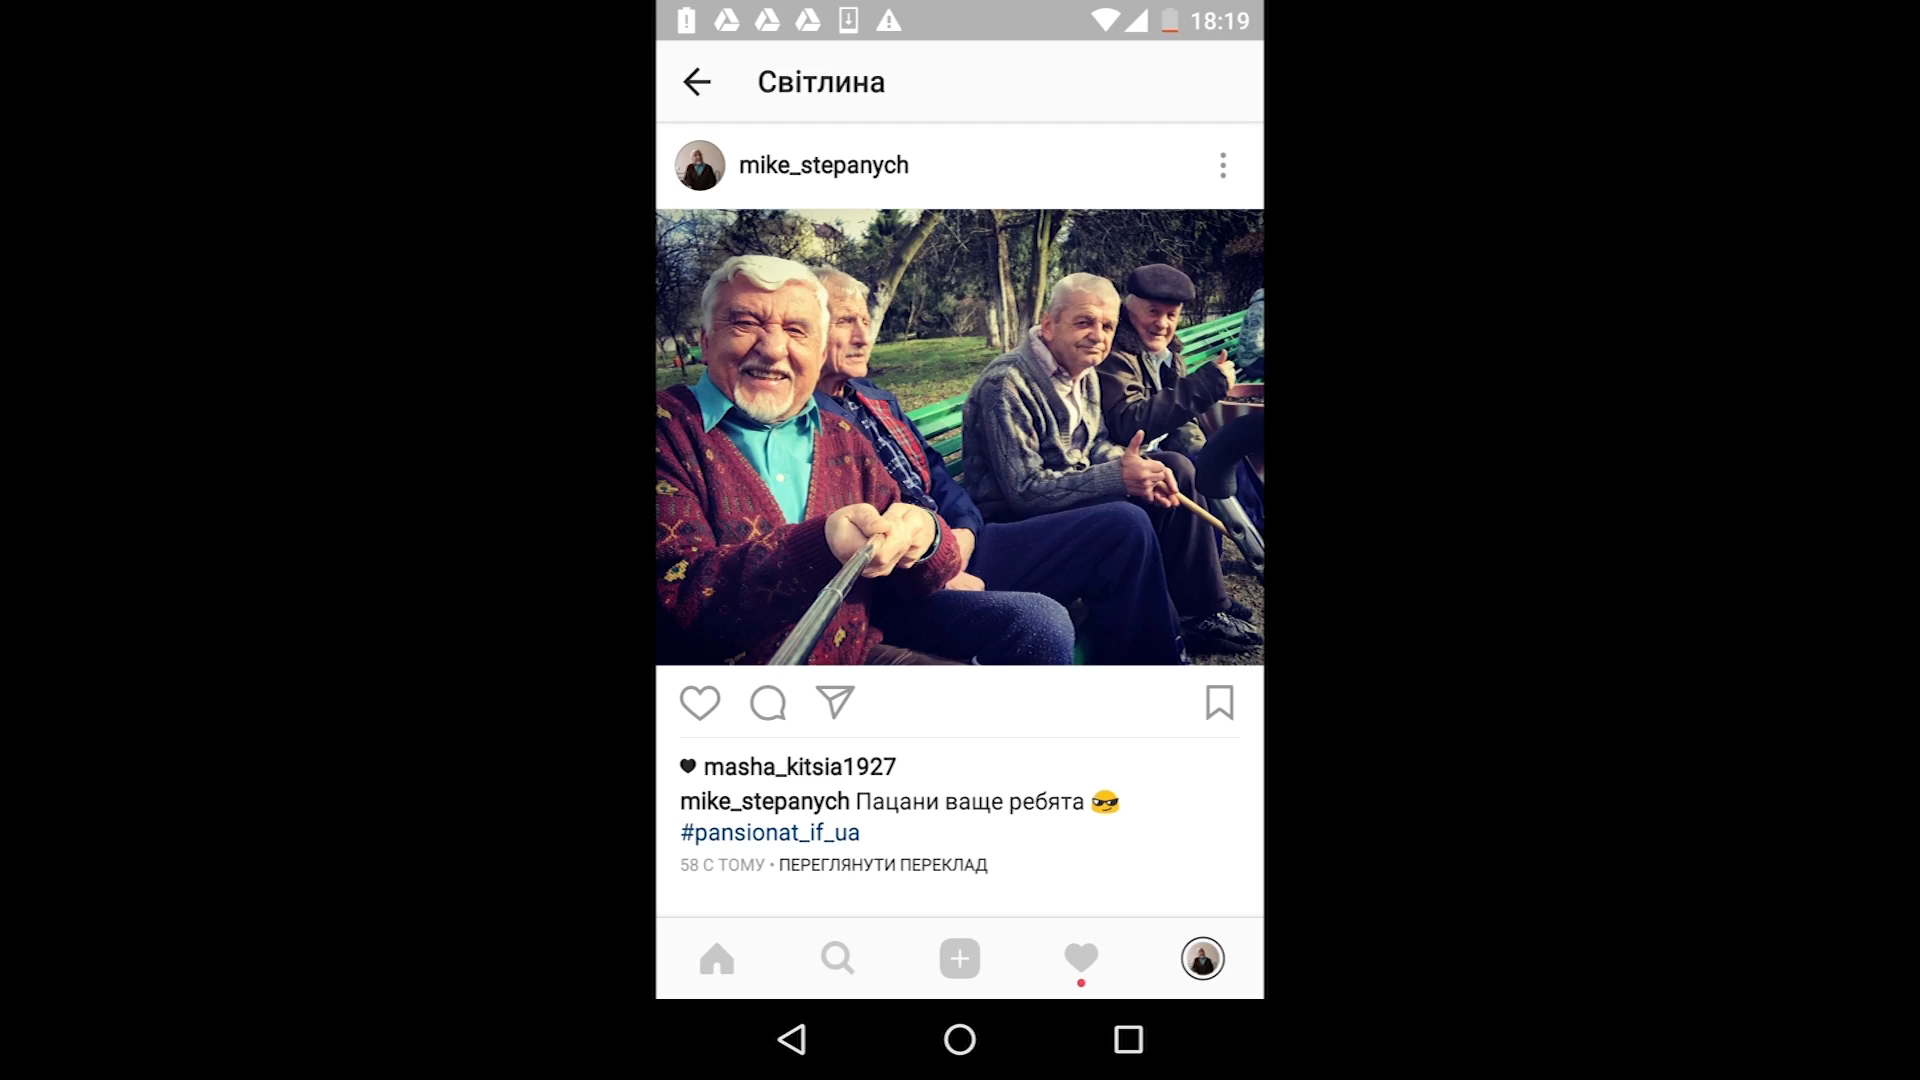 18:19
Світлина
mike_stepanych
masha_kitsia1927
mike_stepanych Пацани ваще ребята 😎
#pansionat_if_ua
58 С ТОМУ • ПЕРЕГЛЯНУТИ ПЕРЕКЛАД